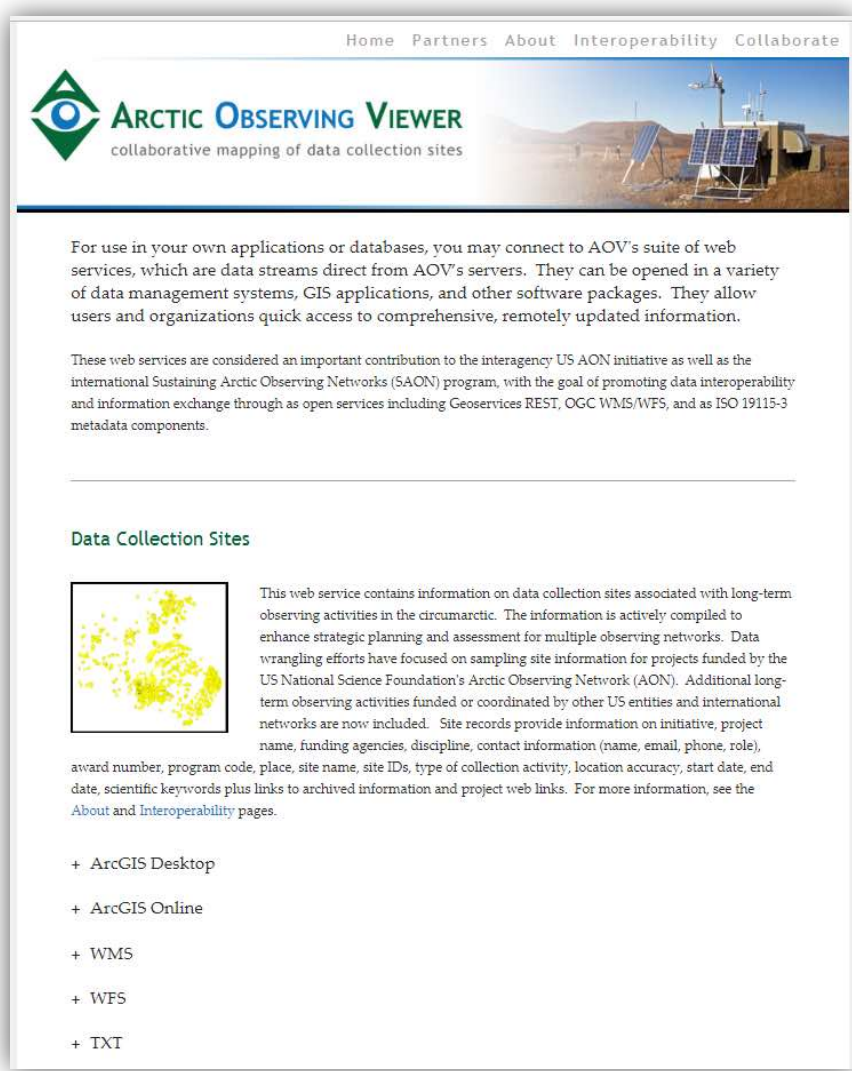 Home Partners About Interoperability Collaborate
ARCTIC OBSERVING VIEWER
collaborative mapping of data collection sites
For use in your own applications or databases, you may connect to AOV's suite of web
services, which are data streams direct from AOV's servers. They can be opened in a variety
of data management systems, GIS applications, and other software packages. They allow
users and organizations quick access to comprehensive, remotely updated information.
These web services are considered an important contribution to the interagency US AON initiative as well as the
international Sustaining Arctic Observing Networks (SAON) program, with the goal of promoting data interoperability
and information exchange through as open services including Geoservices REST, OGC WMS/WFS, and as ISO 19115-3
metadata components.
Data Collection Sites
This web service contains information on data collection sites associated with long-term
observing activities in the circumarctic. The information is actively compiled to
enhance strategic planning and assessment for multiple observing networks. Data
wrangling efforts have focused on sampling site information for projects funded by the
US National Science Foundation's Arctic Observing Network (AON). Additional long-
term observing activities funded or coordinated by other US entities and international
networks are now included. Site records provide information on initiative, project
name, funding agencies, discipline, contact information (name, email, phone, role),
award number, program code, place, site name, site IDs, type of collection activity, location accuracy, start date, end
date, scientific keywords plus links to archived information and project web links. For more information, see the
About and Interoperability pages.
+ ArcGIS Desktop
+ ArcGIS Online
+ WMS
+ WFS
+ TXT